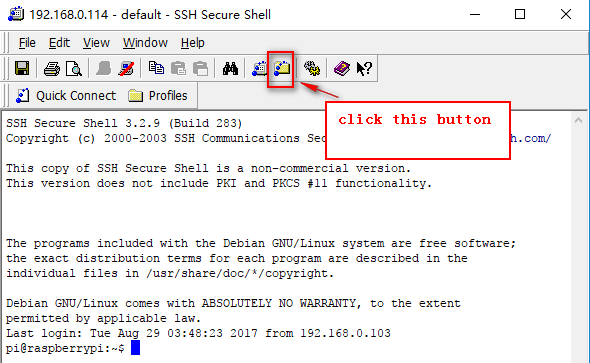 192.168.0.114 - default - SSH Secure Shell
File Edit View Window Help
Quick Connect Profiles
click this button
SSH Secure Shell 3.2.9 (Build 283)
Copyright (c) 2000-2003 SSH Communications Sec h.com/
This copy of SSH Secure Shell is a non-commercial version.
This version does not include PKI and PKCS #11 functionality.
The programs included with the Debian GNU/Linux system are free software;
the exact distribution terms for each program are described in the
individual files in /usr/share/doc/*/copyright.
Debian GNU/Linux comes with ABSOLUTELY NO WARRANTY, to the extent
permitted by applicable law.
Last login: Tue Aug 29 03:48:23 2017 from 192.168.0.103
pi@raspberrypi:~$